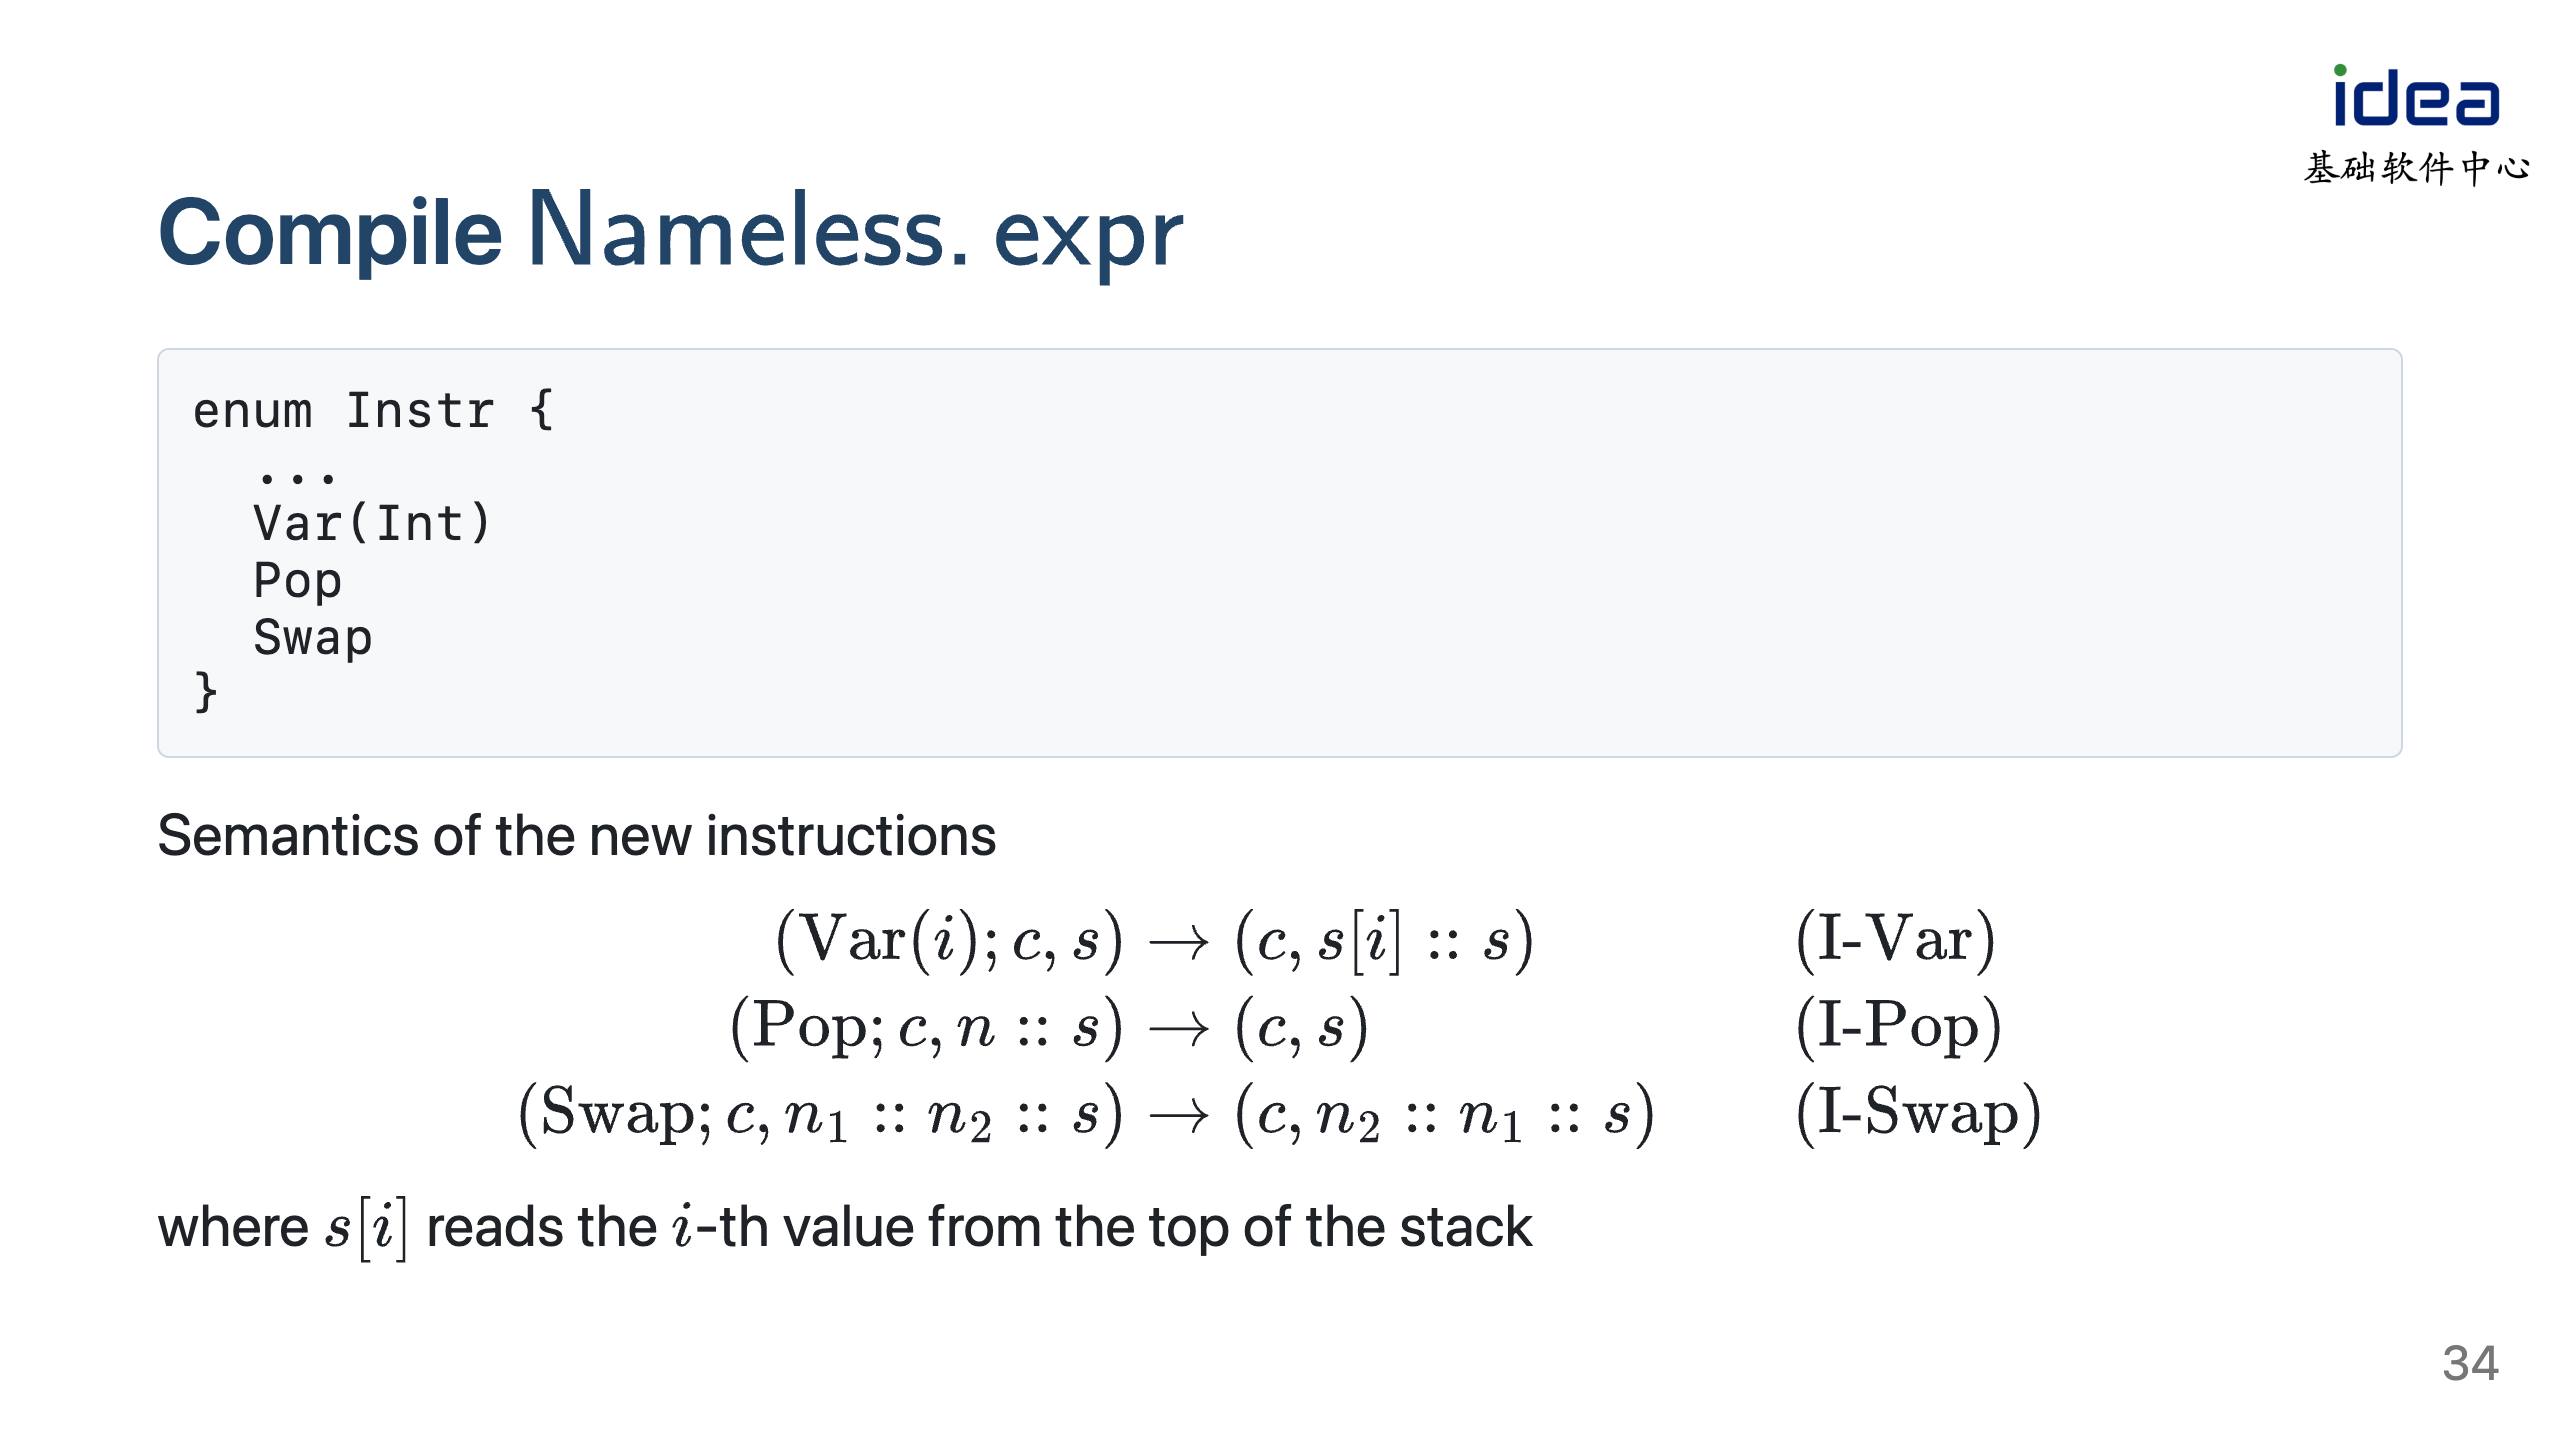 idea
基础软件中心
Compile Nameless. expr
enum Instr {
  ...
  Var(Int)
  Pop
  Swap
}
Semantics of the new instructions
(Var(i); c, s) → (c, s[i] :: s) (I-Var)
(Pop; c, n :: s) → (c, s) (I-Pop)
(Swap; c, n₁ :: n₂ :: s) → (c, n₂ :: n₁ :: s) (I-Swap)
where s[i] reads the i-th value from the top of the stack
34